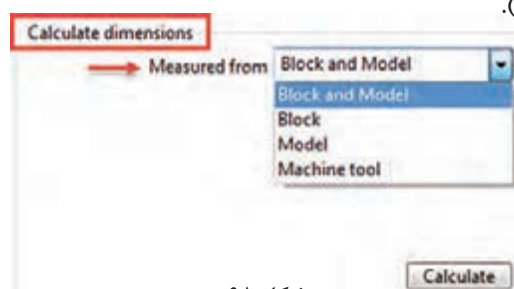 Calculate dimensions
Measured from Block and Model
Block and Model
Block
Model
Machine tool
Calculate